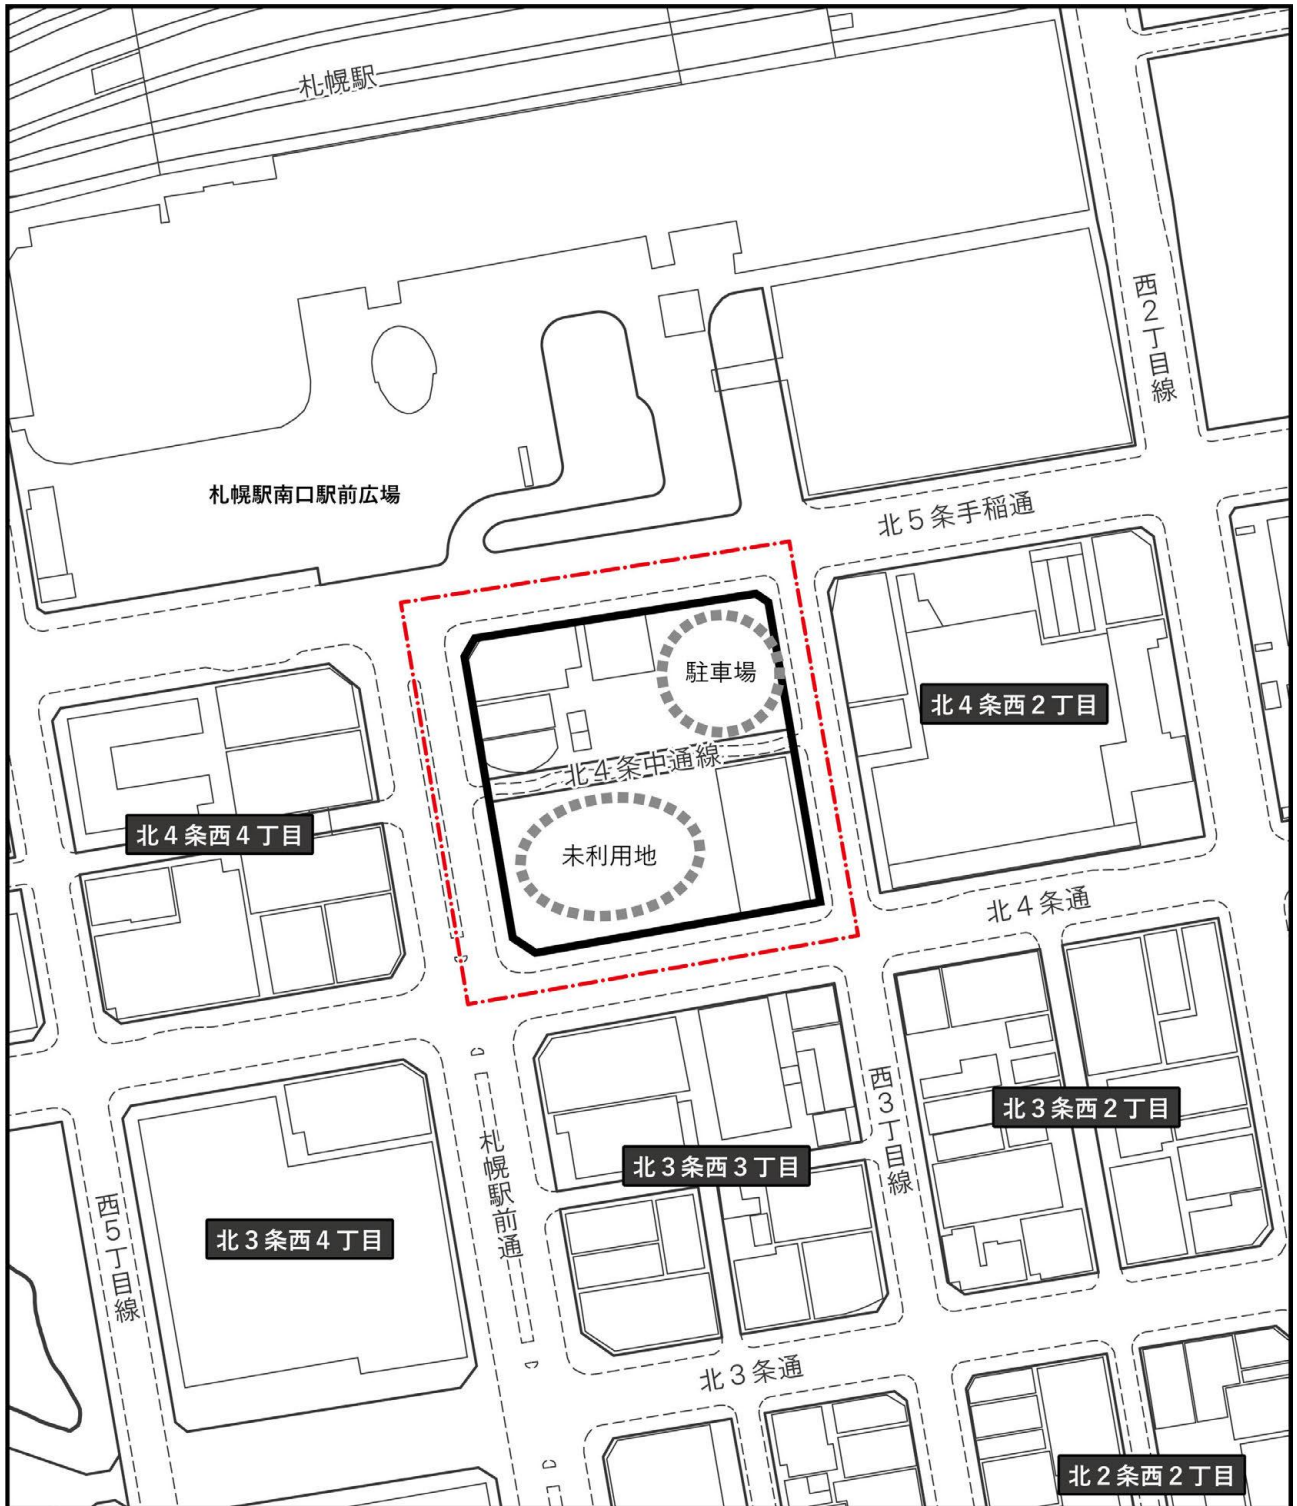 札幌駅
西2丁目線
札幌駅南口駅前広場
北5条手稲通
駐車場
北4条西2丁目
北4条中通線
北4条西4丁目
未利用地
北4条通
西3丁目線
北3条西2丁目
札幌駅前通
北3条西3丁目
西5丁目線
北3条西4丁目
北3条通
北2条西2丁目